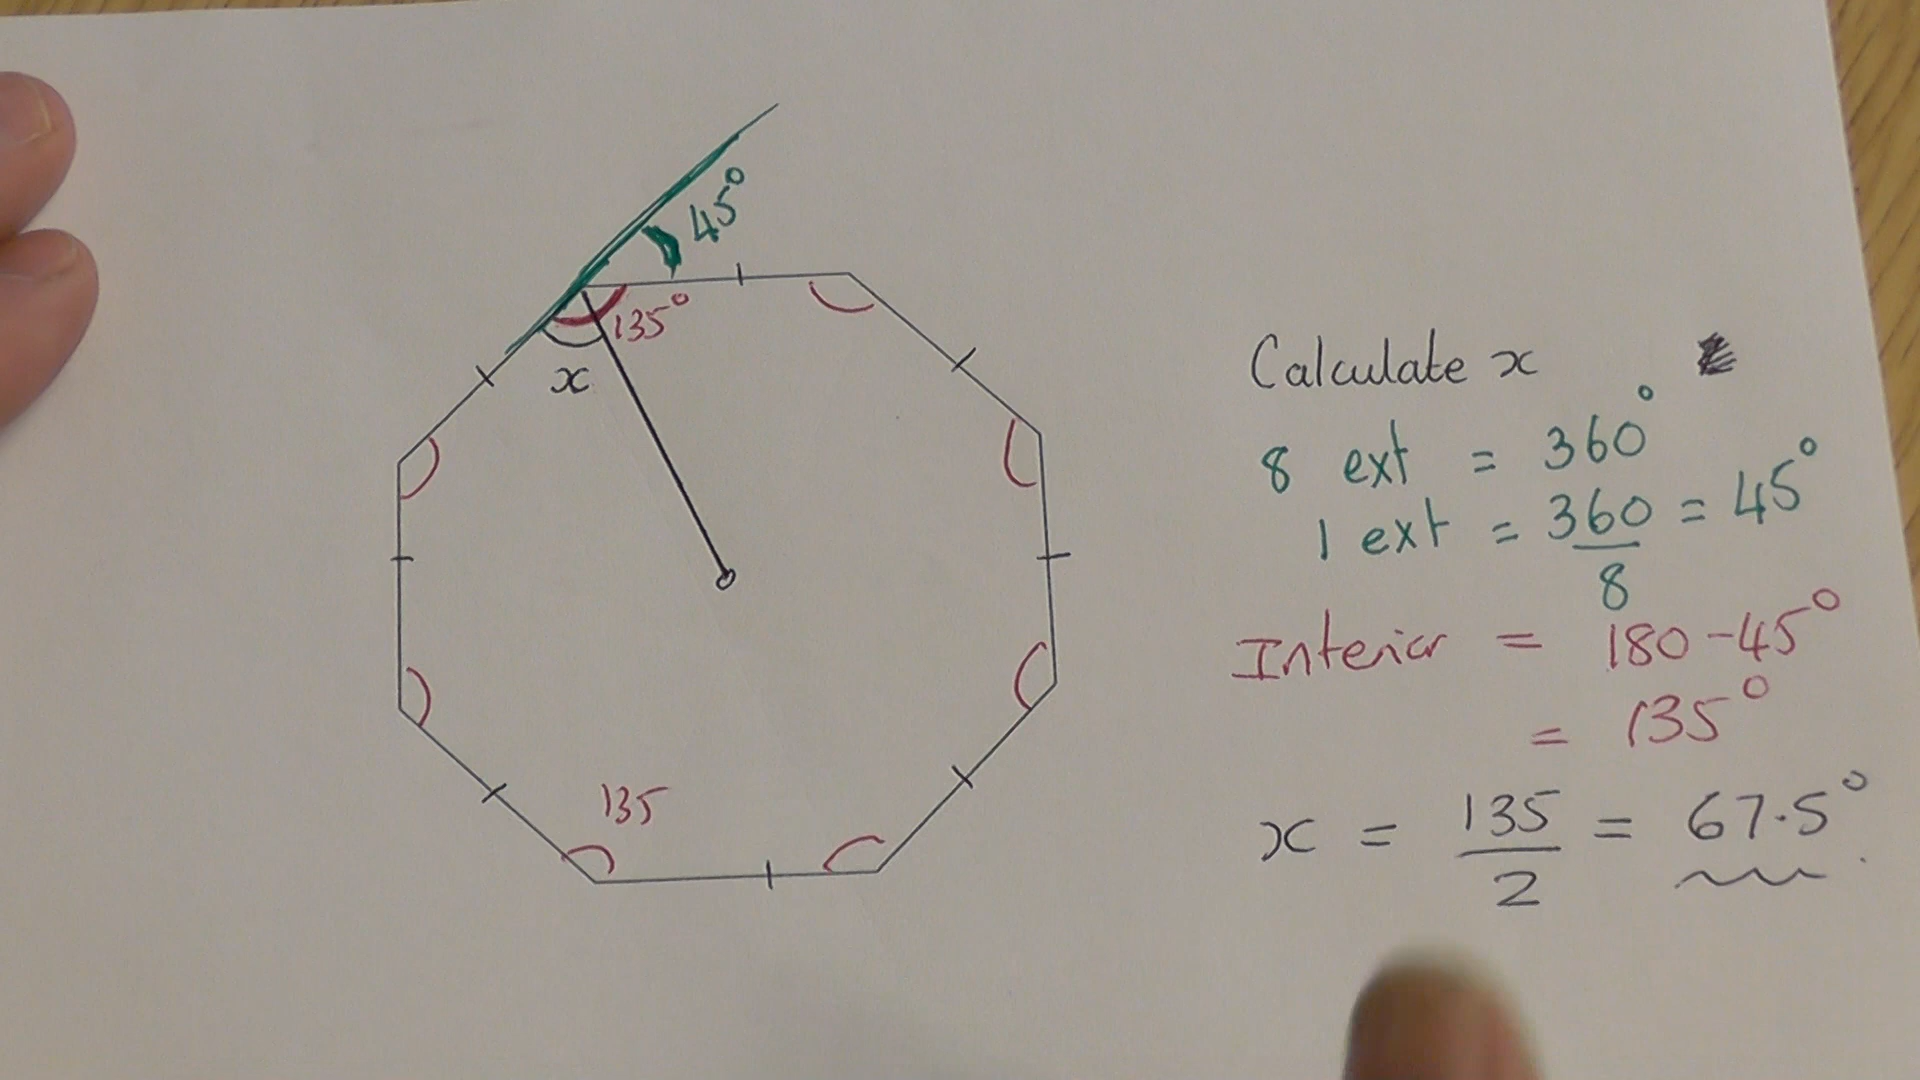 45°
135°
x
135
Calculate x
8 ext = 360°
1 ext = 360/8 = 45°
Interior = 180-45°
= 135°
x = 135/2 = 67.5°